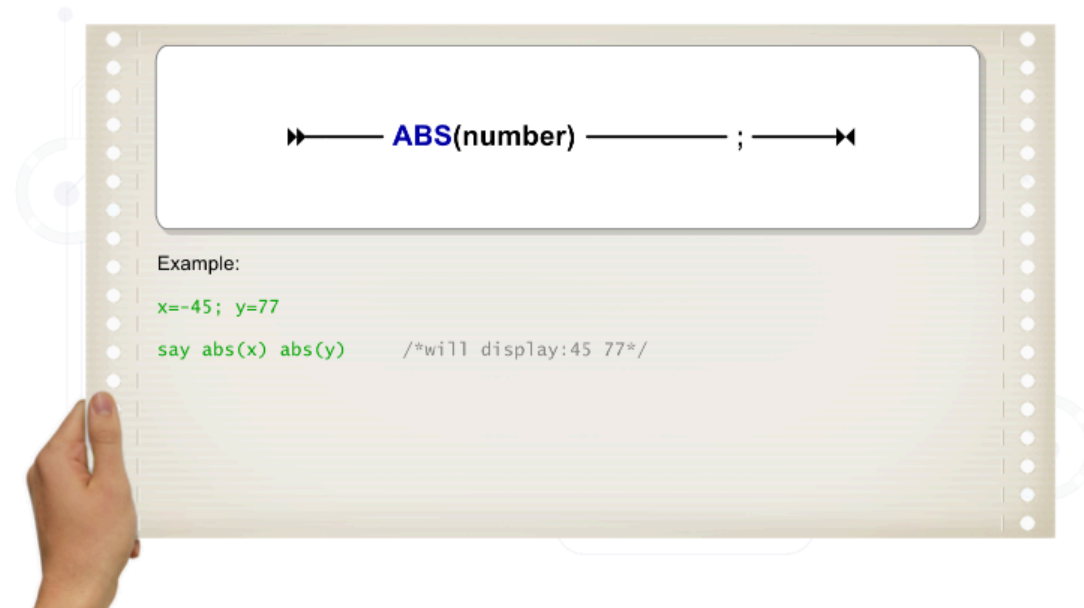 ABS(number) ;
Example:
x=-45; y=77
say abs(x) abs(y) /*will display:45 77*/